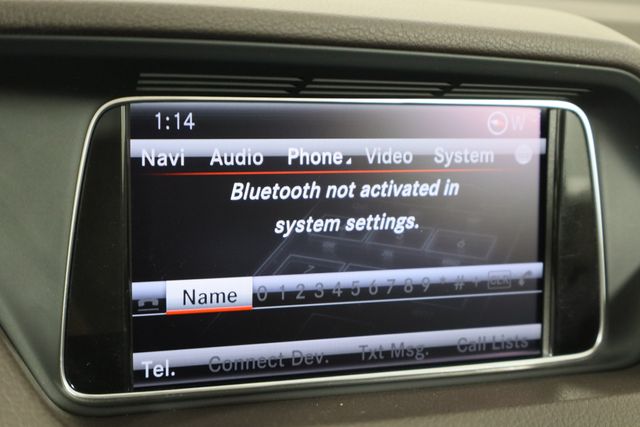 1:14 W
Navi Audio Phone Video System
Bluetooth not activated in
system settings.
Name 0 1 2 3 4 5 6 7 8 9 * # + CLR
Tel. Connect Dev. Txt Msg. Call Lists